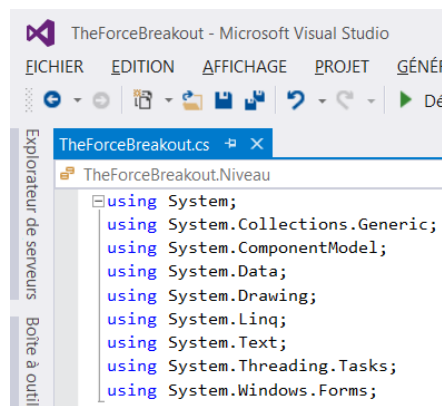 TheForceBreakout - Microsoft Visual Studio
FICHIER EDITION AFFICHAGE PROJET GÉNÉR
Dé
Explorateur de serveurs
Boîte à outil
TheForceBreakout.cs
TheForceBreakout.Niveau
using System;
using System.Collections.Generic;
using System.ComponentModel;
using System.Data;
using System.Drawing;
using System.Linq;
using System.Text;
using System.Threading.Tasks;
using System.Windows.Forms;